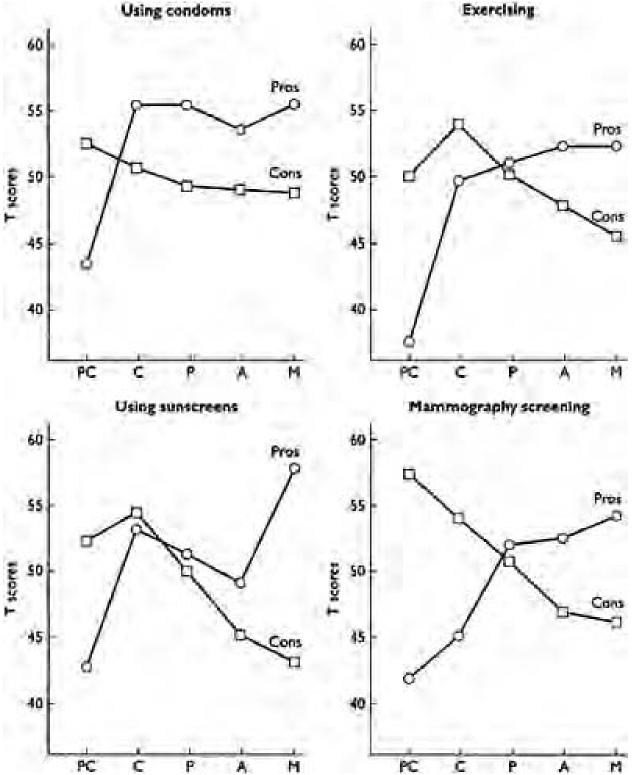 Using condoms
60
55
50
45
40
T scores
Pros
Cons
PC C P A M
Exercising
60
55
50
45
40
T scores
Pros
Cons
PC C P A M
Using sunscreens
60
55
50
45
40
T scores
Pros
Cons
PC C P A M
Mammography screening
60
55
50
45
40
T scores
Pros
Cons
PC C P A M